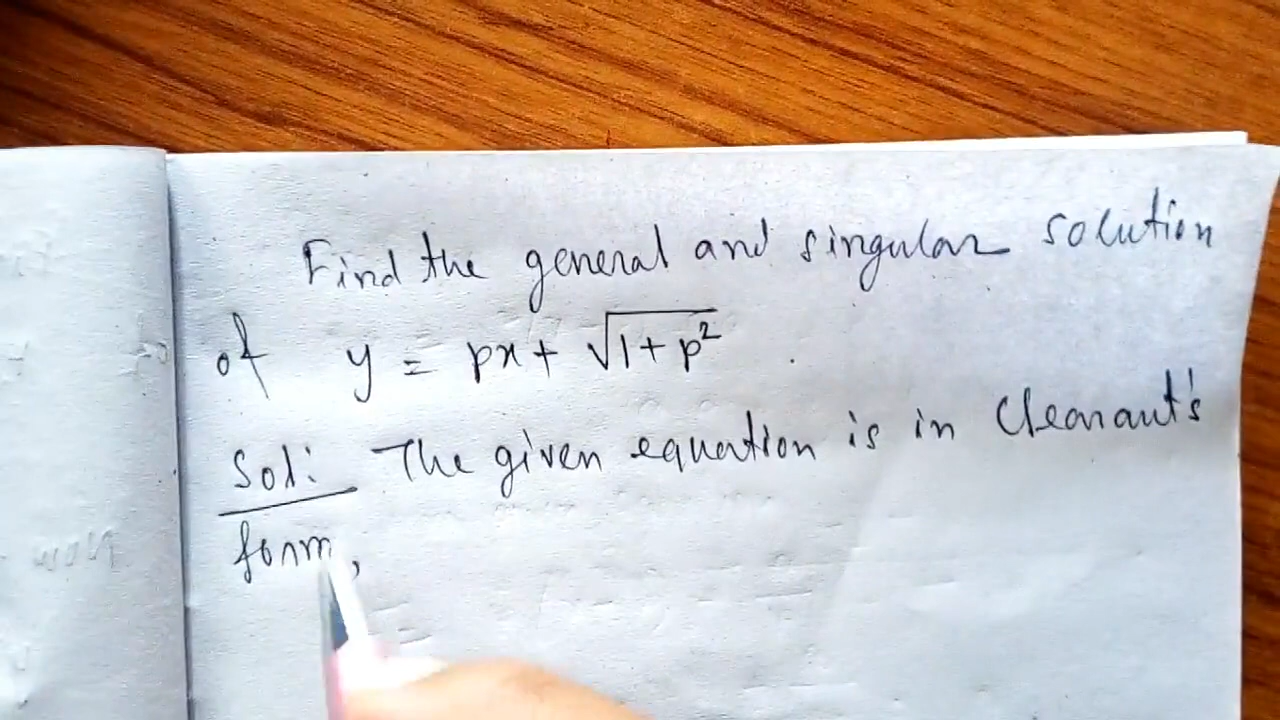 Find the general and singular solution
of y = px + √1+p²
Sol: The given equation is in Clearaut's
form,